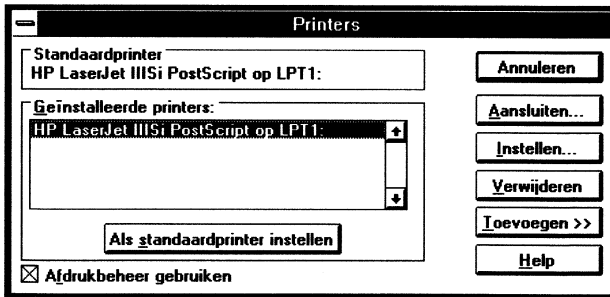 Printers
Standaardprinter
HP LaserJet IIISi PostScript op LPT1:
Geïnstalleerde printers:
HP LaserJet IIISi PostScript op LPT1:
Als standaardprinter instellen
Afdrukbeheer gebruiken
Annuleren
Aansluiten...
Instellen...
Verwijderen
Toevoegen >>
Help